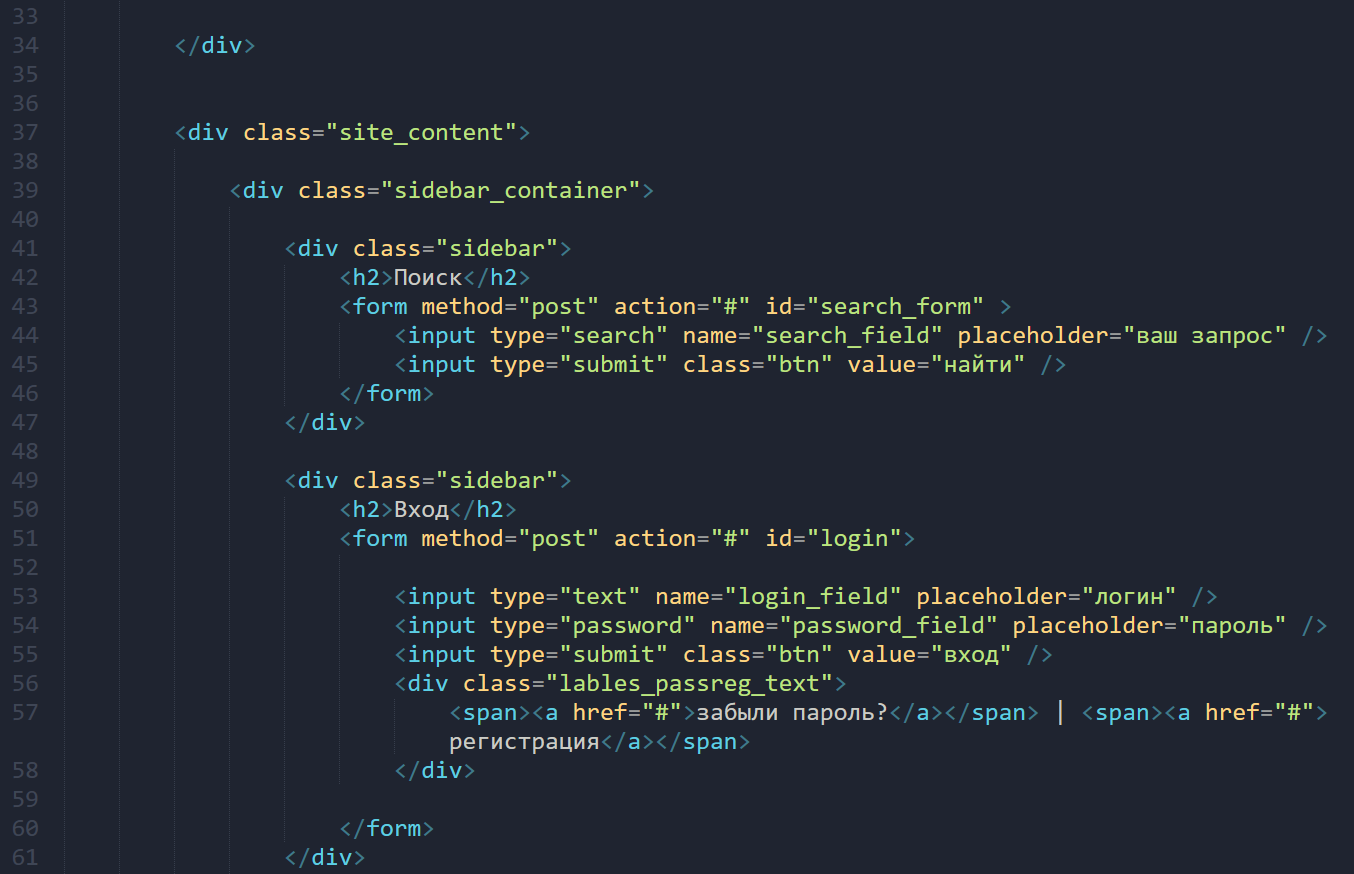 33
34 </div>
35
36
37 <div class="site_content">
38
39 <div class="sidebar_container">
40
41 <div class="sidebar">
42 <h2>Поиск</h2>
43 <form method="post" action="#" id="search_form" >
44 <input type="search" name="search_field" placeholder="ваш запрос" />
45 <input type="submit" class="btn" value="найти" />
46 </form>
47 </div>
48
49 <div class="sidebar">
50 <h2>Вход</h2>
51 <form method="post" action="#" id="login">
52
53 <input type="text" name="login_field" placeholder="логин" />
54 <input type="password" name="password_field" placeholder="пароль" />
55 <input type="submit" class="btn" value="вход" />
56 <div class="lables_passreg_text">
57 <span><a href="#">забыли пароль?</a></span> | <span><a href="#">
регистрация</a></span>
58 </div>
59
60 </form>
61 </div>